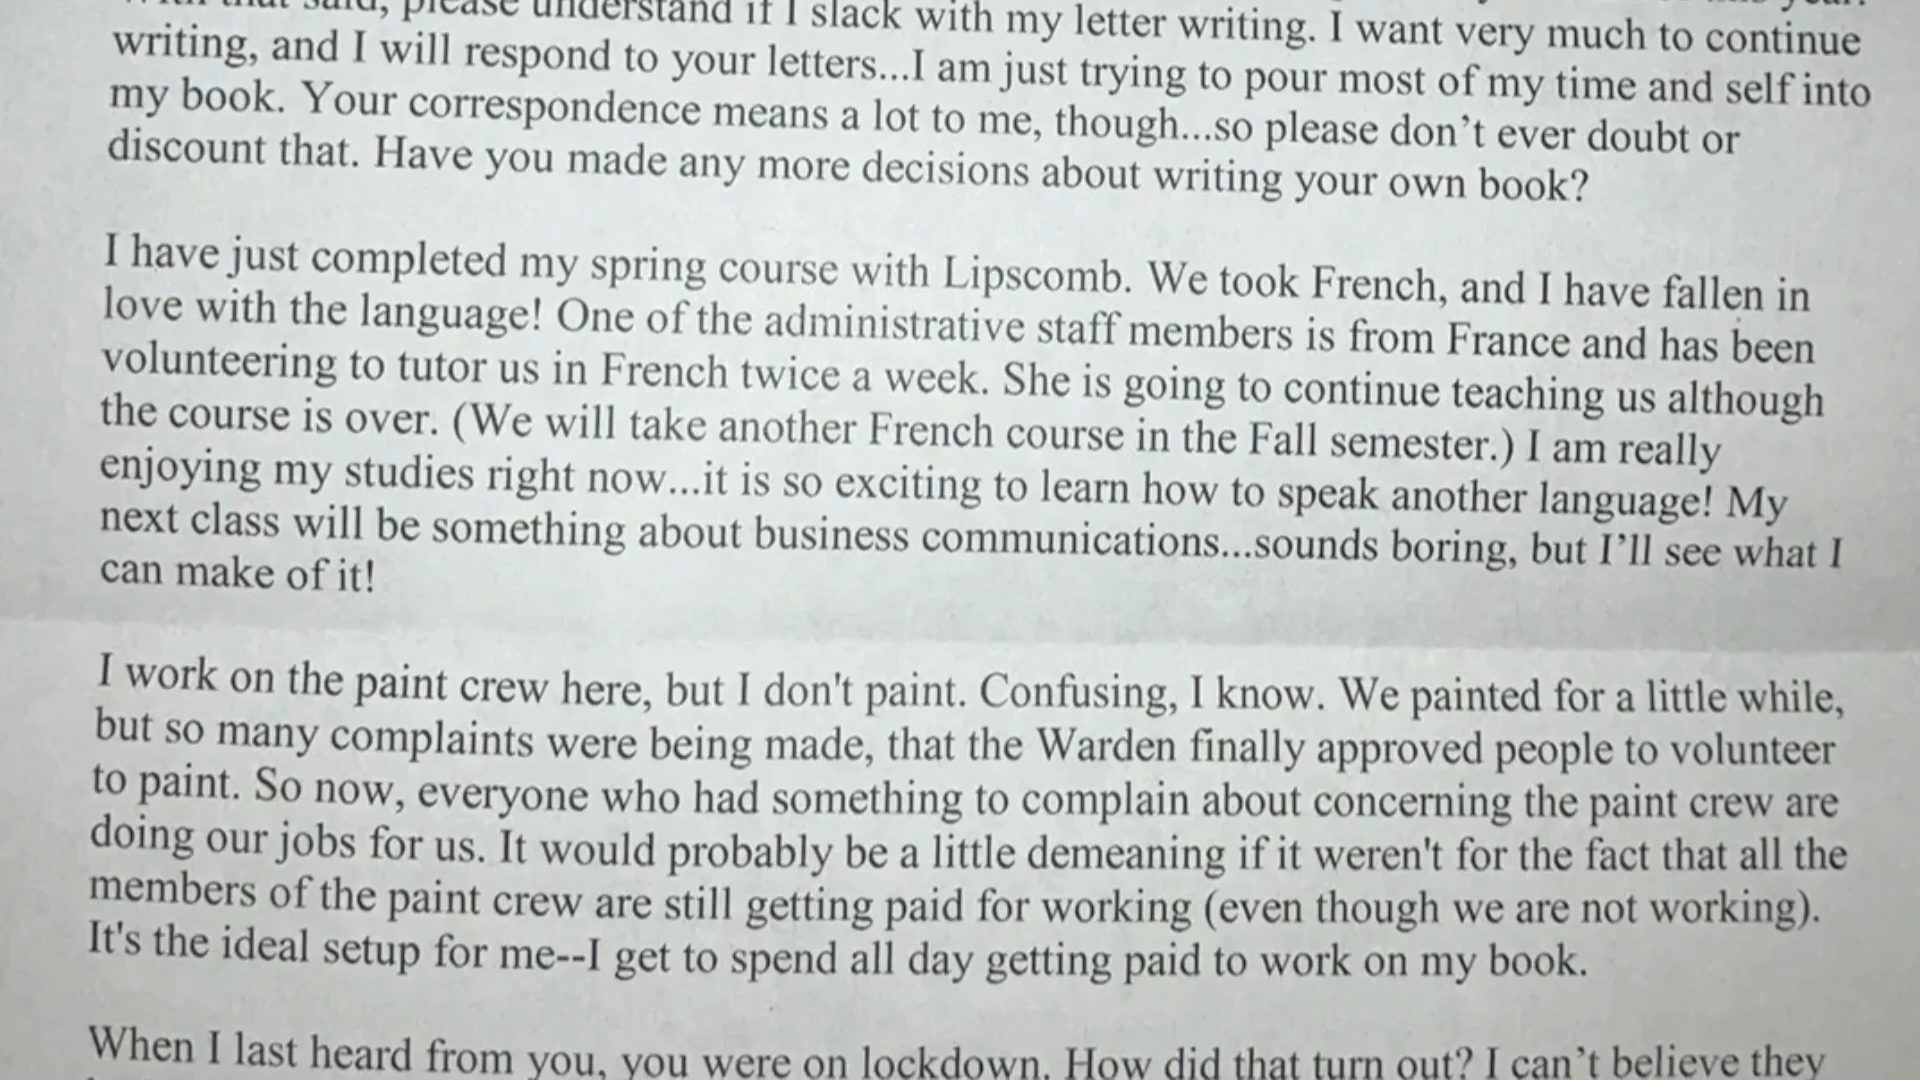 please understand if I slack with my letter writing. I want very much to continue
writing, and I will respond to your letters...I am just trying to pour most of my time and self into
my book. Your correspondence means a lot to me, though...so please don’t ever doubt or
discount that. Have you made any more decisions about writing your own book?
I have just completed my spring course with Lipscomb. We took French, and I have fallen in
love with the language! One of the administrative staff members is from France and has been
volunteering to tutor us in French twice a week. She is going to continue teaching us although
the course is over. (We will take another French course in the Fall semester.) I am really
enjoying my studies right now...it is so exciting to learn how to speak another language! My
next class will be something about business communications...sounds boring, but I’ll see what I
can make of it!
I work on the paint crew here, but I don't paint. Confusing, I know. We painted for a little while,
but so many complaints were being made, that the Warden finally approved people to volunteer
to paint. So now, everyone who had something to complain about concerning the paint crew are
doing our jobs for us. It would probably be a little demeaning if it weren't for the fact that all the
members of the paint crew are still getting paid for working (even though we are not working).
It's the ideal setup for me--I get to spend all day getting paid to work on my book.
When I last heard from you, you were on lockdown. How did that turn out? I can’t believe they